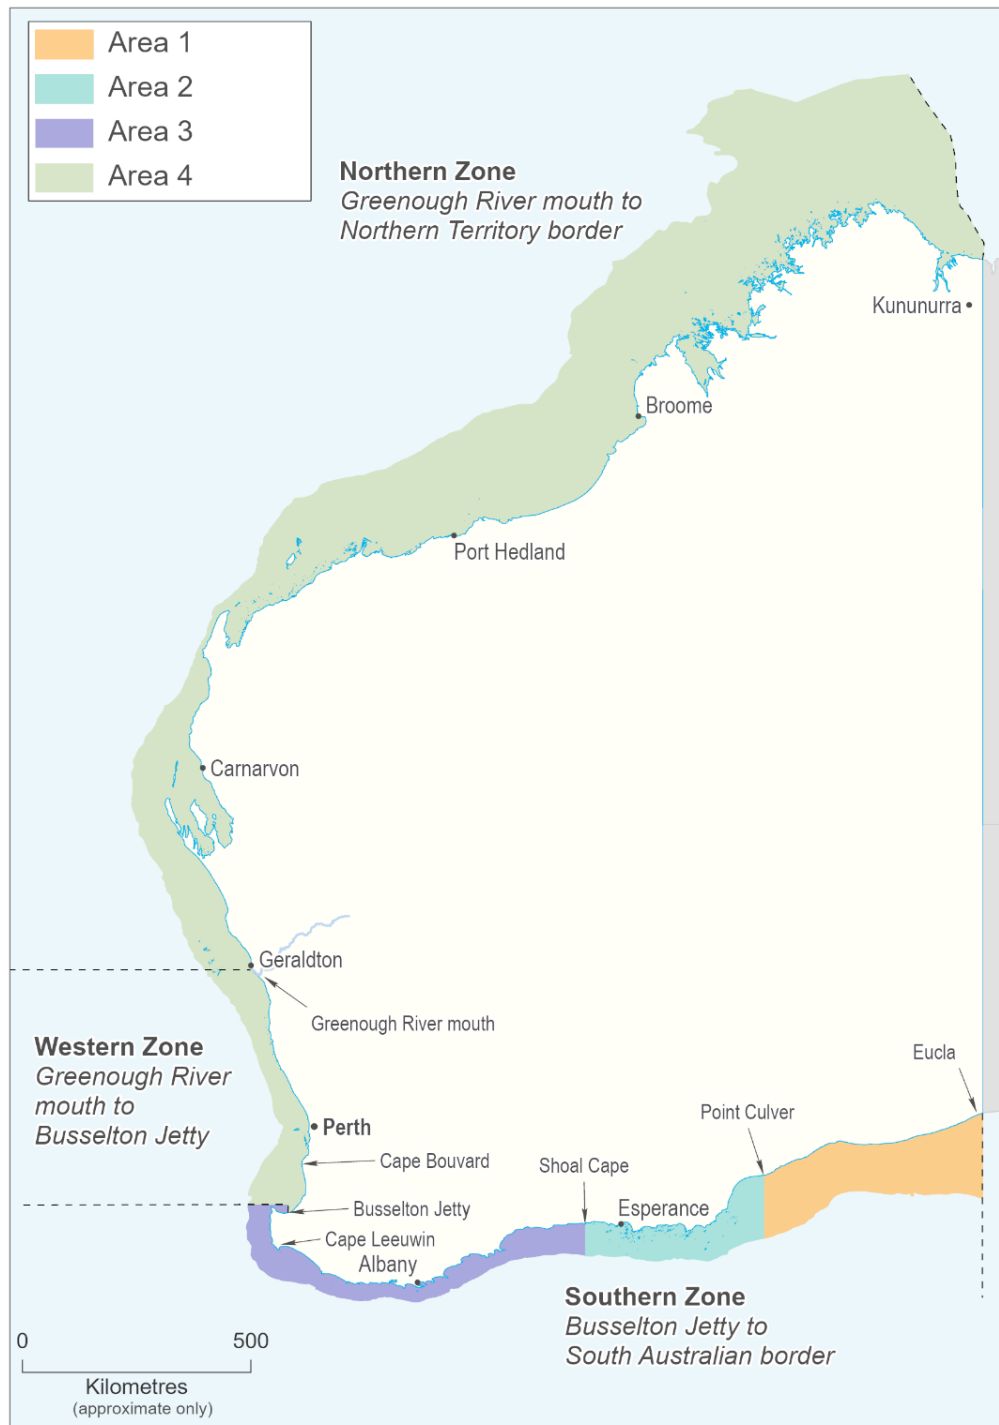 Area 1
Area 2
Area 3
Area 4
Northern Zone
Greenough River mouth to
Northern Territory border
Kununurra
Broome
Port Hedland
Carnarvon
Geraldton
Greenough River mouth
Western Zone
Greenough River
mouth to
Busselton Jetty
Eucla
Point Culver
Perth
Cape Bouvard
Shoal Cape
Busselton Jetty
Esperance
Cape Leeuwin
Albany
Southern Zone
Busselton Jetty to
South Australian border
0 500
Kilometres
(approximate only)